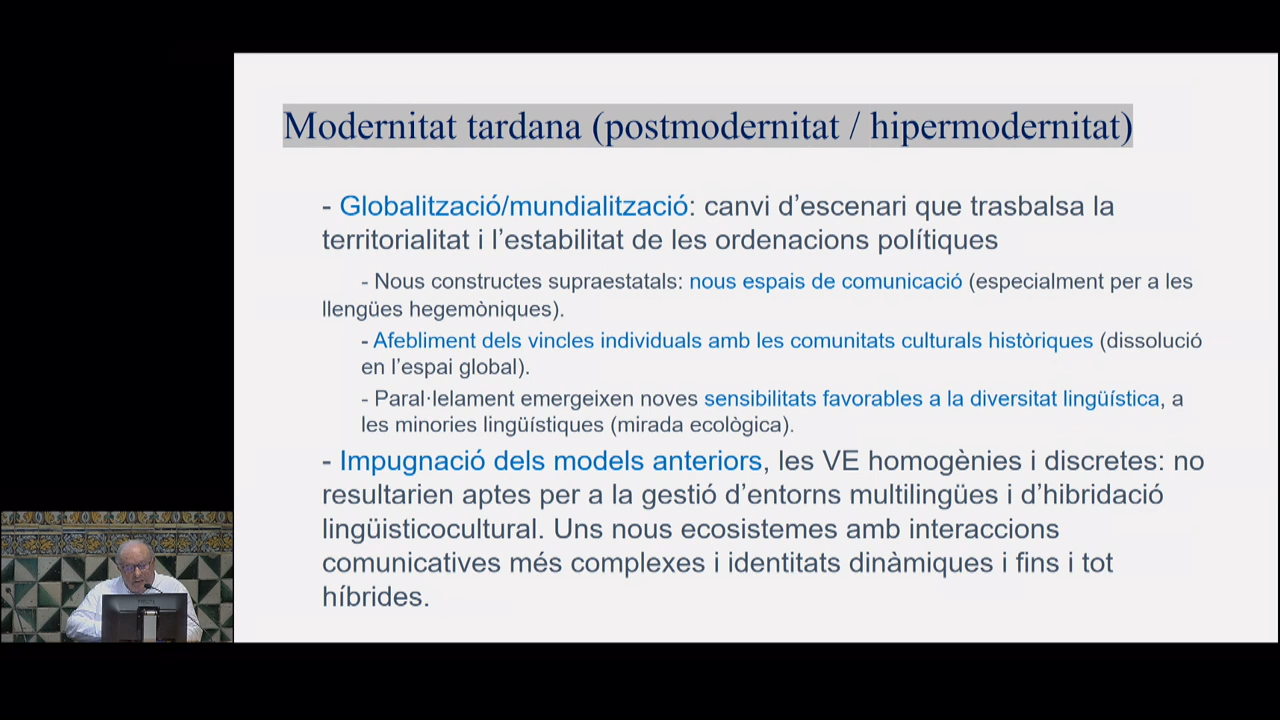 Modernitat tardana (postmodernitat / hipermodernitat)
- Globalització/mundialització: canvi d’escenari que trasbalsa la
territorialitat i l’estabilitat de les ordenacions polítiques
- Nous constructes supraestatals: nous espais de comunicació (especialment per a les
llengües hegemòniques).
- Afebliment dels vincles individuals amb les comunitats culturals històriques (dissolució
en l’espai global).
- Paral·lelament emergeixen noves sensibilitats favorables a la diversitat lingüística, a
les minories lingüístiques (mirada ecològica).
- Impugnació dels models anteriors, les VE homogènies i discretes: no
resultarien aptes per a la gestió d’entorns multilingües i d’hibridació
lingüisticocultural. Uns nous ecosistemes amb interaccions
comunicatives més complexes i identitats dinàmiques i fins i tot
híbrides.